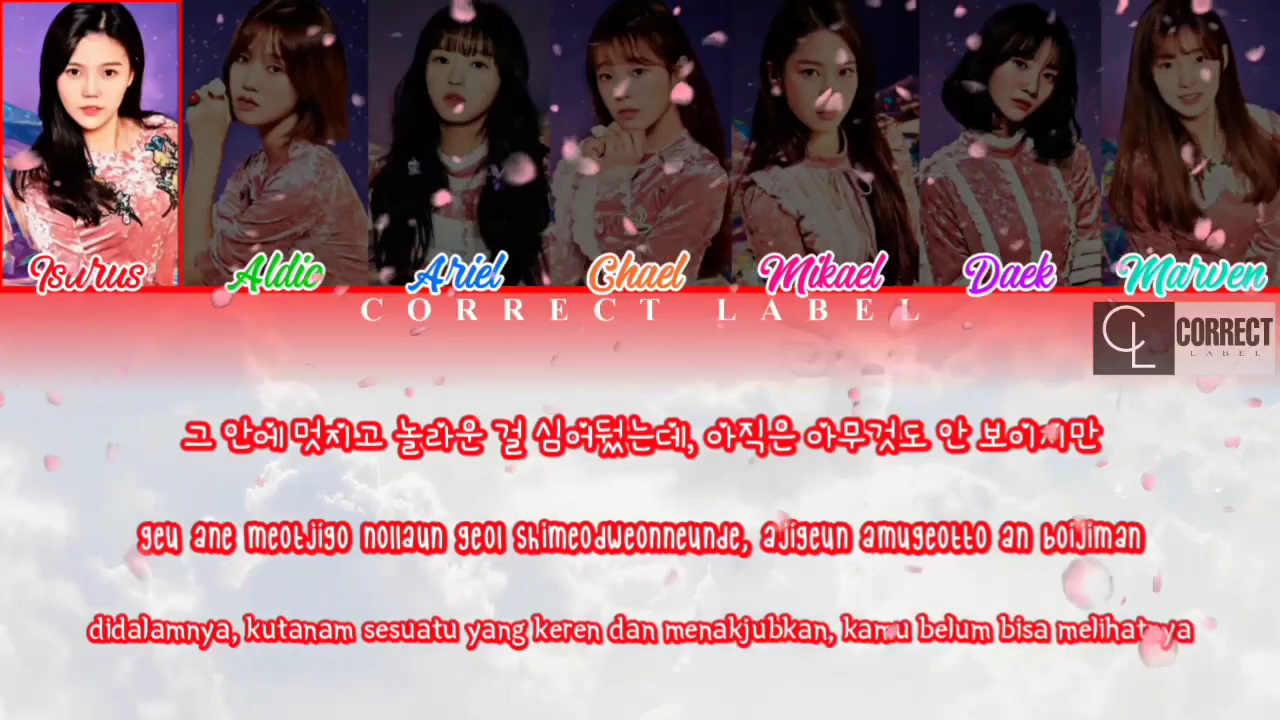 Isurus Aldic Ariel Chael Mikael Daek Marven
CORRECT LABEL
CL CORRECT
LABEL
그 안에 멋지고 놀라운 걸 심어뒀는데, 아직은 아무것도 안 보이지만
geu ane meotjigo nollaun geol shimeodweonneunde, ajigeun amugeotto an boijiman
didalamnya, kutanam sesuatu yang keren dan menakjubkan, kamu belum bisa melihatnya